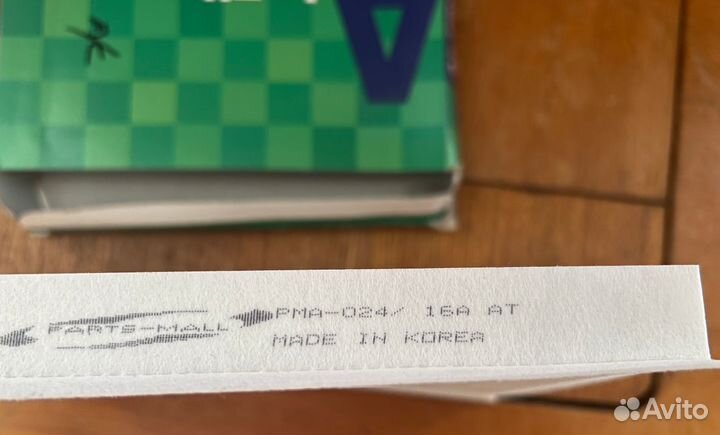 A
PARTS-MALL
PMA-024/ 16A AT
MADE IN KOREA
Avito